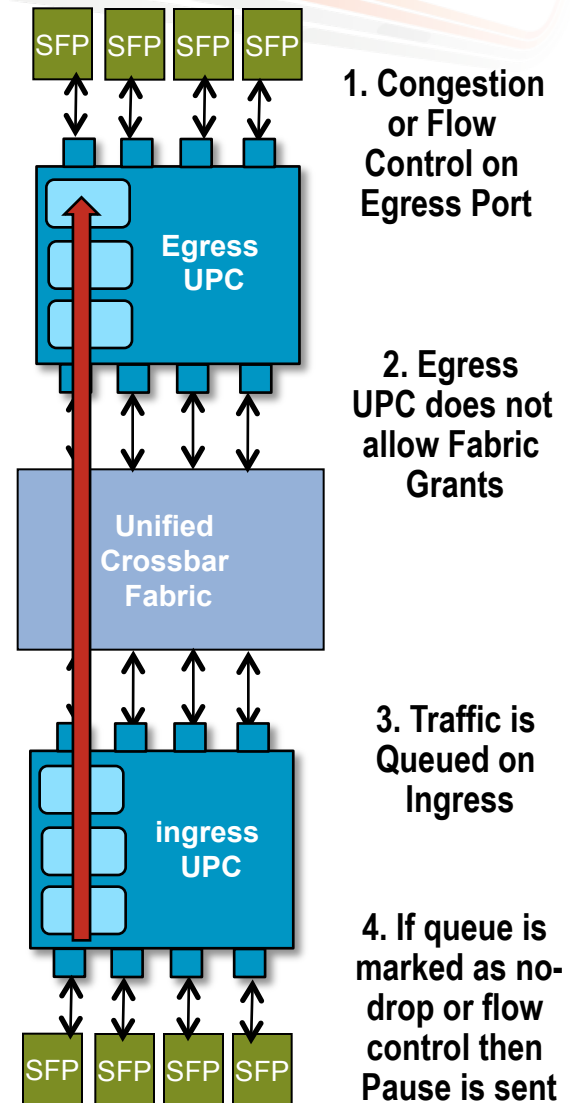 SFP SFP SFP SFP
1. Congestion
or Flow
Control on
Egress Port
Egress
UPC
2. Egress
UPC does not
allow Fabric
Grants
Unified
Crossbar
Fabric
3. Traffic is
Queued on
Ingress
ingress
UPC
4. If queue is
marked as no-
drop or flow
control then
Pause is sent
SFP SFP SFP SFP